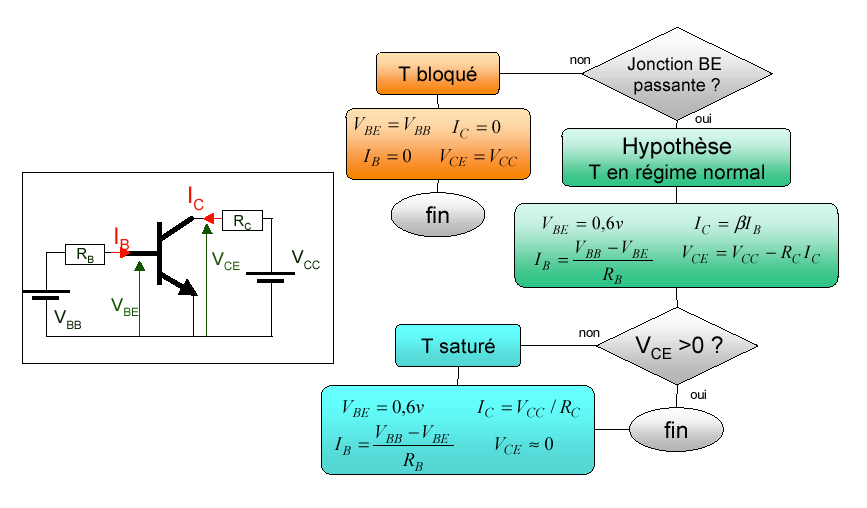 Jonction BE
passante ?
non
oui
T bloqué
V_BE = V_BB I_C = 0
I_B = 0 V_CE = V_CC
fin
Hypothèse
T en régime normal
V_BE = 0,6v I_C = βI_B
I_B = (V_BB − V_BE) / R_B V_CE = V_CC − R_C I_C
V_CE >0 ?
non
oui
T saturé
V_BE = 0,6v I_C = V_CC / R_C
I_B = (V_BB − V_BE) / R_B V_CE ≈ 0
fin
I_C
R_C
I_B
R_B
V_CE
V_CC
V_BE
V_BB